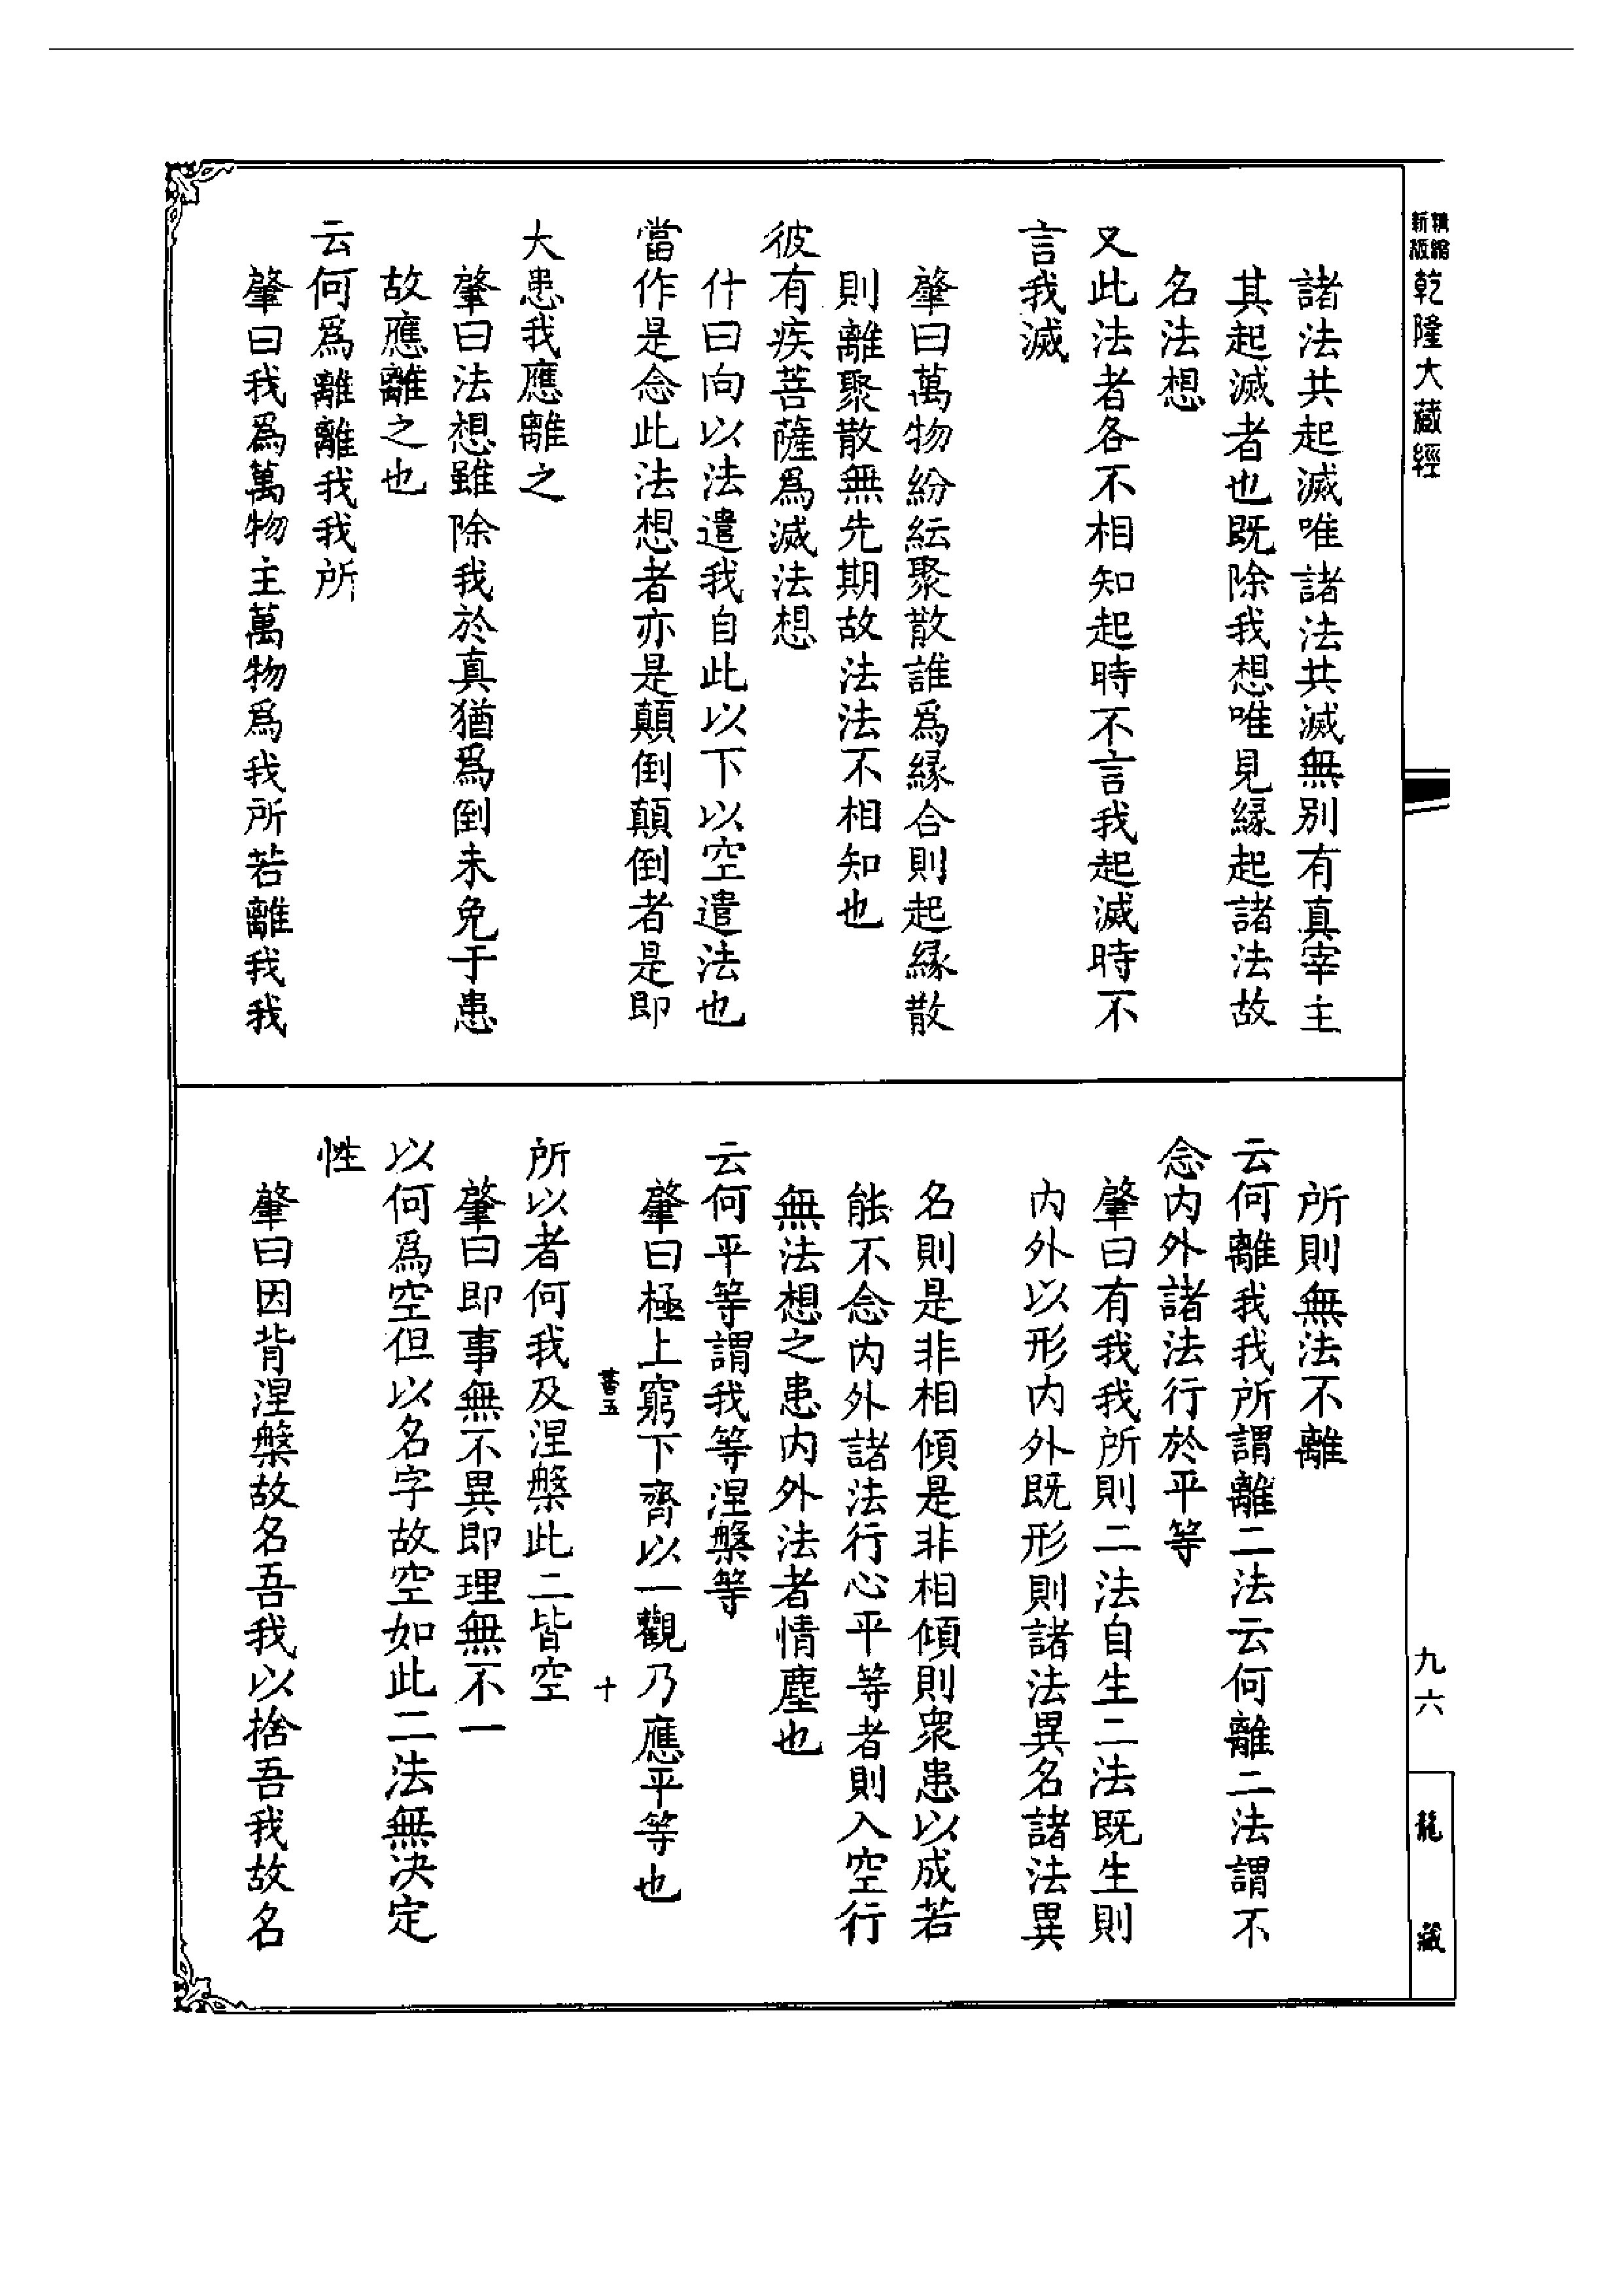 精縮
新版
乾隆大藏經
諸法共起滅唯諸法共滅無別有真宰主
其起滅者也既除我想唯見緣起諸法故
名法想
又此法者各不相知起時不言我起滅時不
言我滅
肇曰萬物紛紜聚散誰為緣合則起緣散
則離聚散無先期故法法不相知也
彼有疾菩薩為滅法想
什曰向以法遣我自此以下以空遣法也
當作是念此法想者亦是顛倒顛倒者是即
大患我應離之
肇曰法想雖除我於真猶為倒未免于患
故應離之也
云何為離離我我所
肇曰我為萬物主萬物為我所若離我我
所則無法不離
云何離我我所謂離二法云何離二法謂不
念內外諸法行於平等
肇曰有我我所則二法自生二法既生則
內外以形內外既形則諸法異名諸法異
名則是非相傾是非相傾則眾患以成若
能不念內外諸法行心平等者則入空行
無法想之患內外法者情塵也
云何平等謂我等涅槃等
肇曰極上窮下齊以一觀乃應平等也
書五
十
所以者何我及涅槃此二皆空
肇曰即事無不異即理無不一
以何為空但以名字故空如此二法無決定
性
肇曰因背涅槃故名吾我以捨吾我故名
九六
龍藏